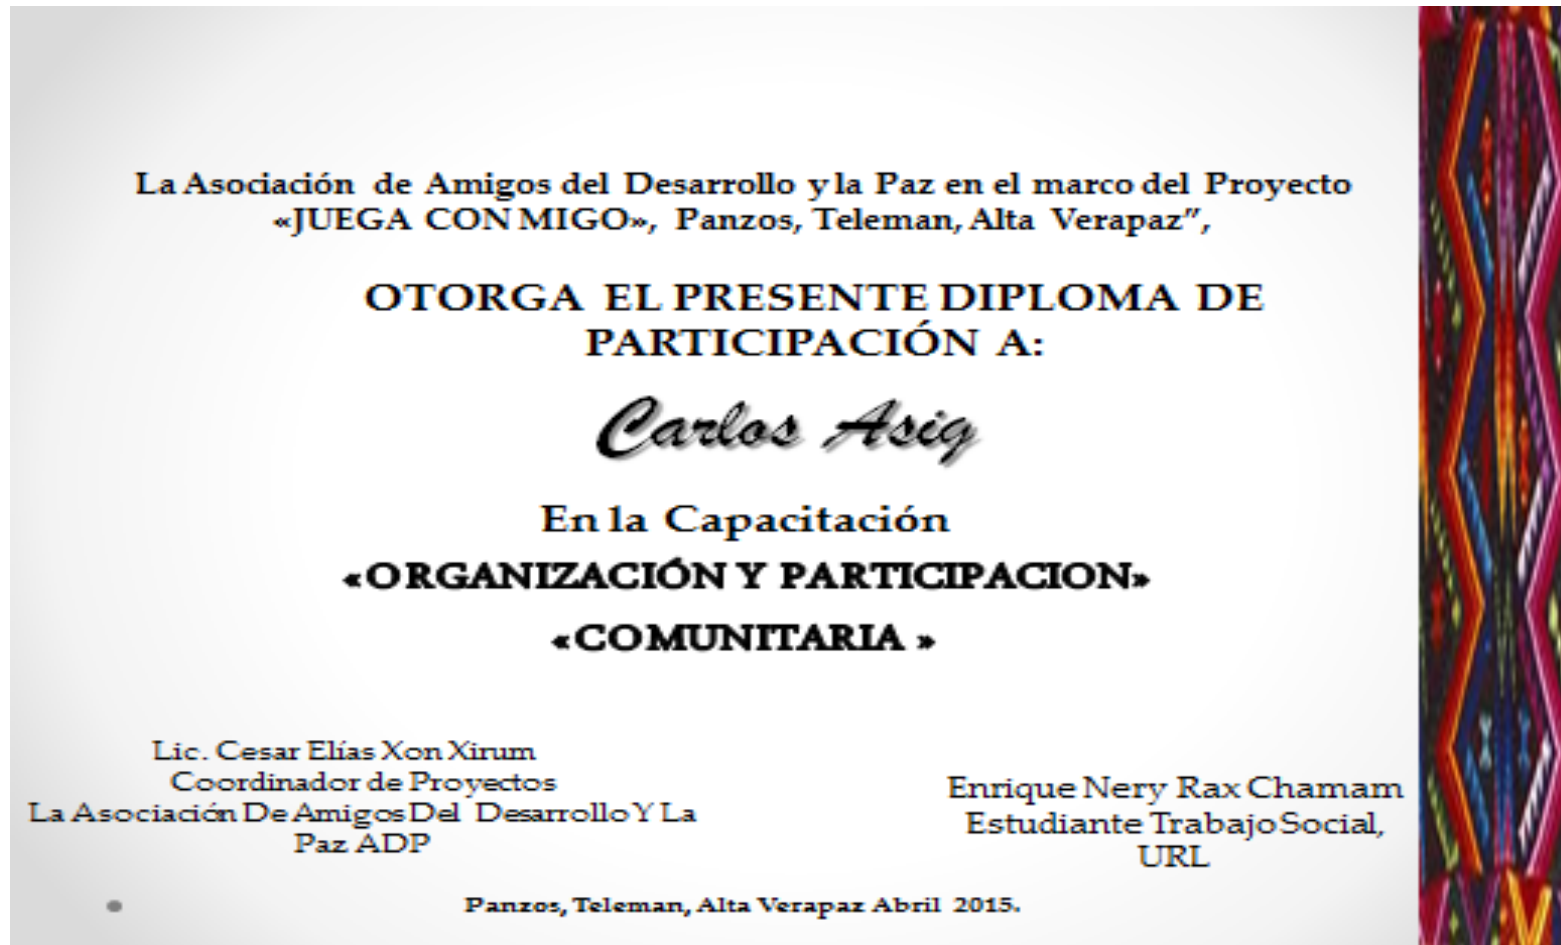 La Asociación de Amigos del Desarrollo y la Paz en el marco del Proyecto
«JUEGA CON MIGO», Panzos, Teleman, Alta Verapaz”,
OTORGA EL PRESENTE DIPLOMA DE
PARTICIPACIÓN A:
Carlos Asig
En la Capacitación
«ORGANIZACIÓN Y PARTICIPACION»
«COMUNITARIA »
Lic. Cesar Elías Xon Xirum
Coordinador de Proyectos
La Asociación De Amigos Del Desarrollo Y La
Paz ADP
Enrique Nery Rax Chamam
Estudiante Trabajo Social,
URL
Panzos, Teleman, Alta Verapaz Abril 2015.